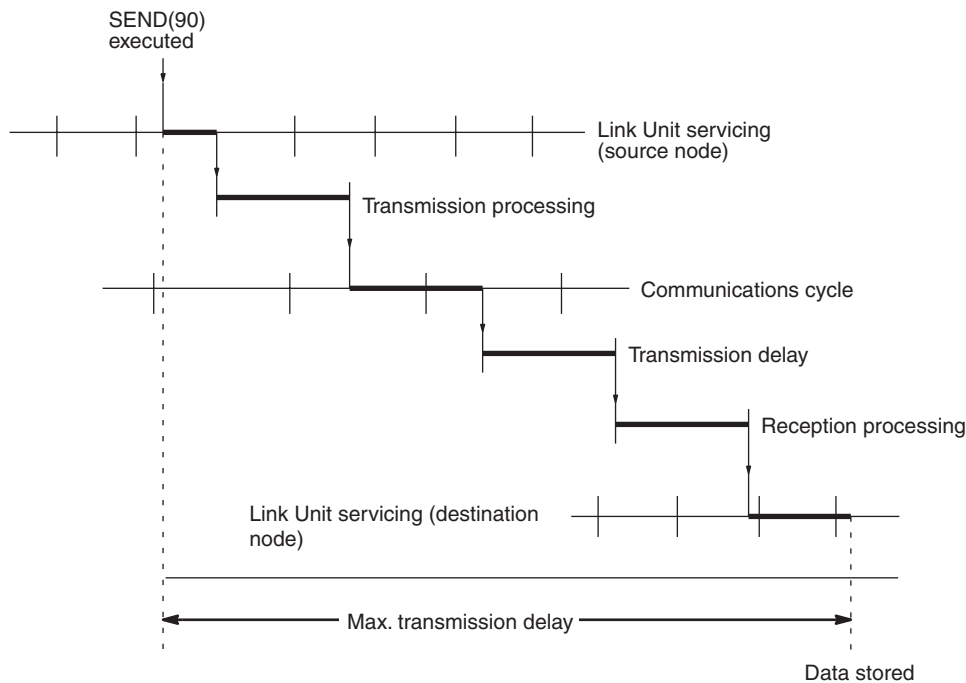 SEND(90)
executed
Link Unit servicing
(source node)
Transmission processing
Communications cycle
Transmission delay
Reception processing
Link Unit servicing (destination
node)
Max. transmission delay
Data stored